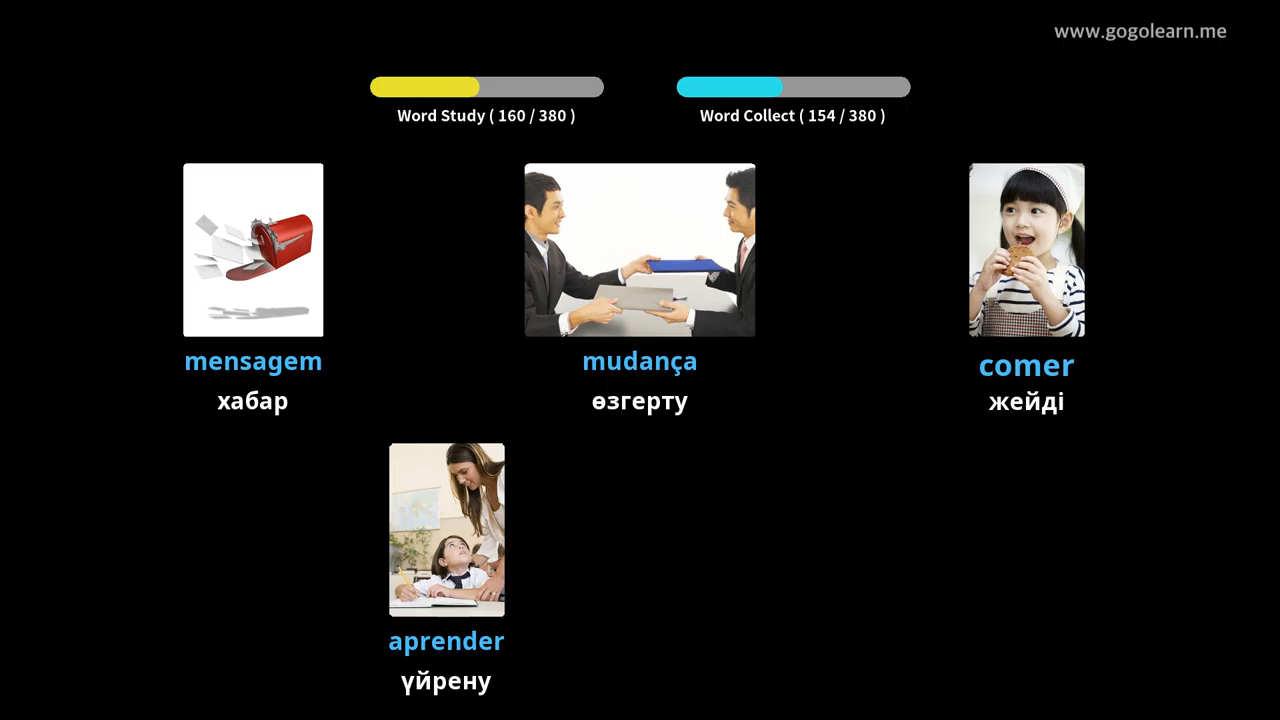 www.gogolearn.me
Word Study ( 160 / 380 )
Word Collect ( 154 / 380 )
mensagem
хабар
mudança
өзгерту
comer
жейді
aprender
үйрену